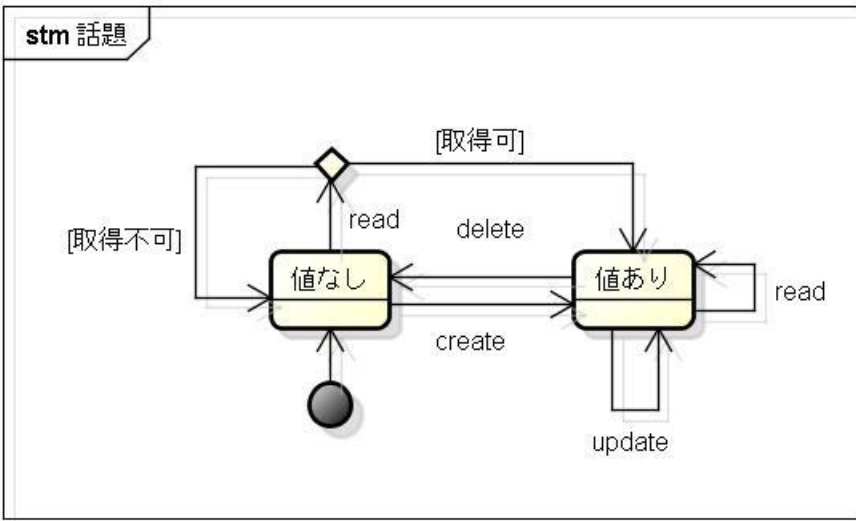 stm 話題
[取得可]
read
delete
[取得不可]
値なし
値あり
read
create
update